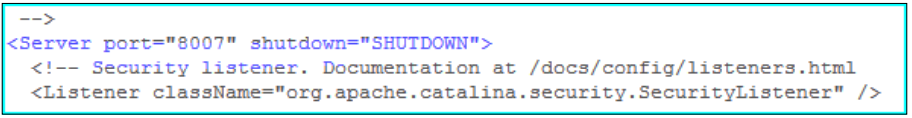 -->
<Server port="8007" shutdown="SHUTDOWN">
<!-- Security listener. Documentation at /docs/config/listeners.html
<Listener className="org.apache.catalina.security.SecurityListener" />